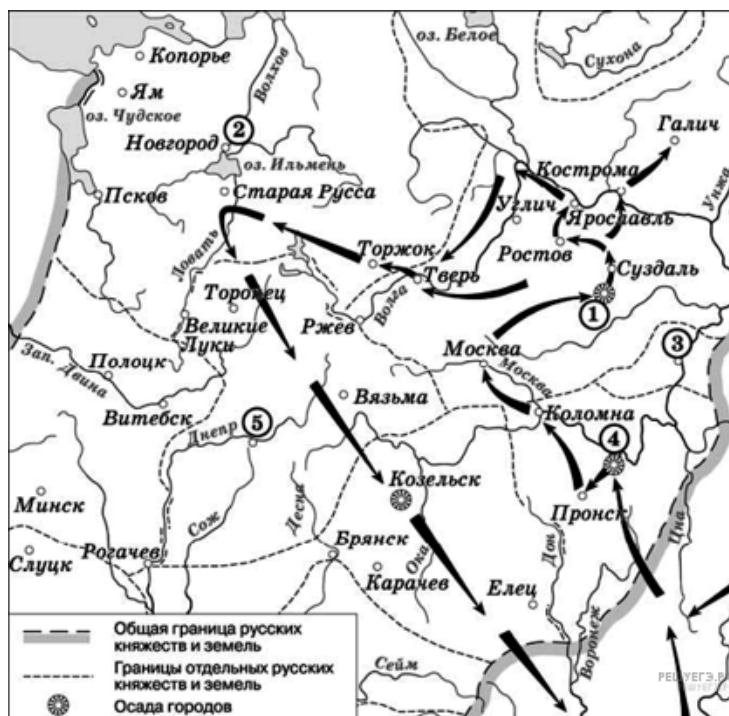 оз. Белое
Сухона
Копорье
Волхов
Ям
оз. Чудское
Новгород
2
оз. Ильмень
Галич
Кострома
Унжа
Псков
Старая Русса
Углич
Ярославль
Ловать
Торжок
Ростов
Тверь
Суздаль
Торопец
Волга
1
Великие
Луки
Ржев
Москва
3
Зап. Двина
Полоцк
Москва
Вязьма
Коломна
Витебск
5
4
Днепр
Козельск
Минск
Сож
Десна
Пронск
Цна
Слуцк
Рогачев
Брянск
Ока
Дон
Карачев
Елец
Воронеж
Сейм
Общая граница русских
княжеств и земель
Границы отдельных русских
княжеств и земель
Осада городов